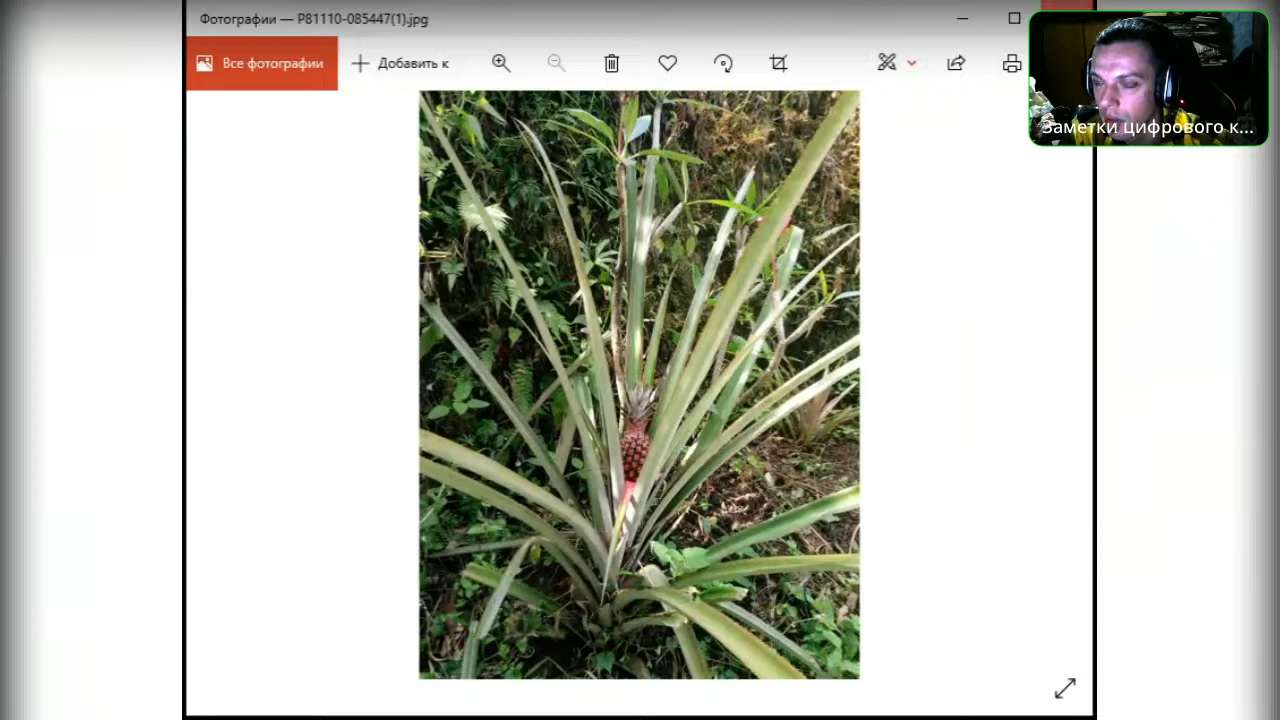 Фотографии — P81110-085447(1).jpg
Все фотографии
Добавить к
Заметки цифрового к...